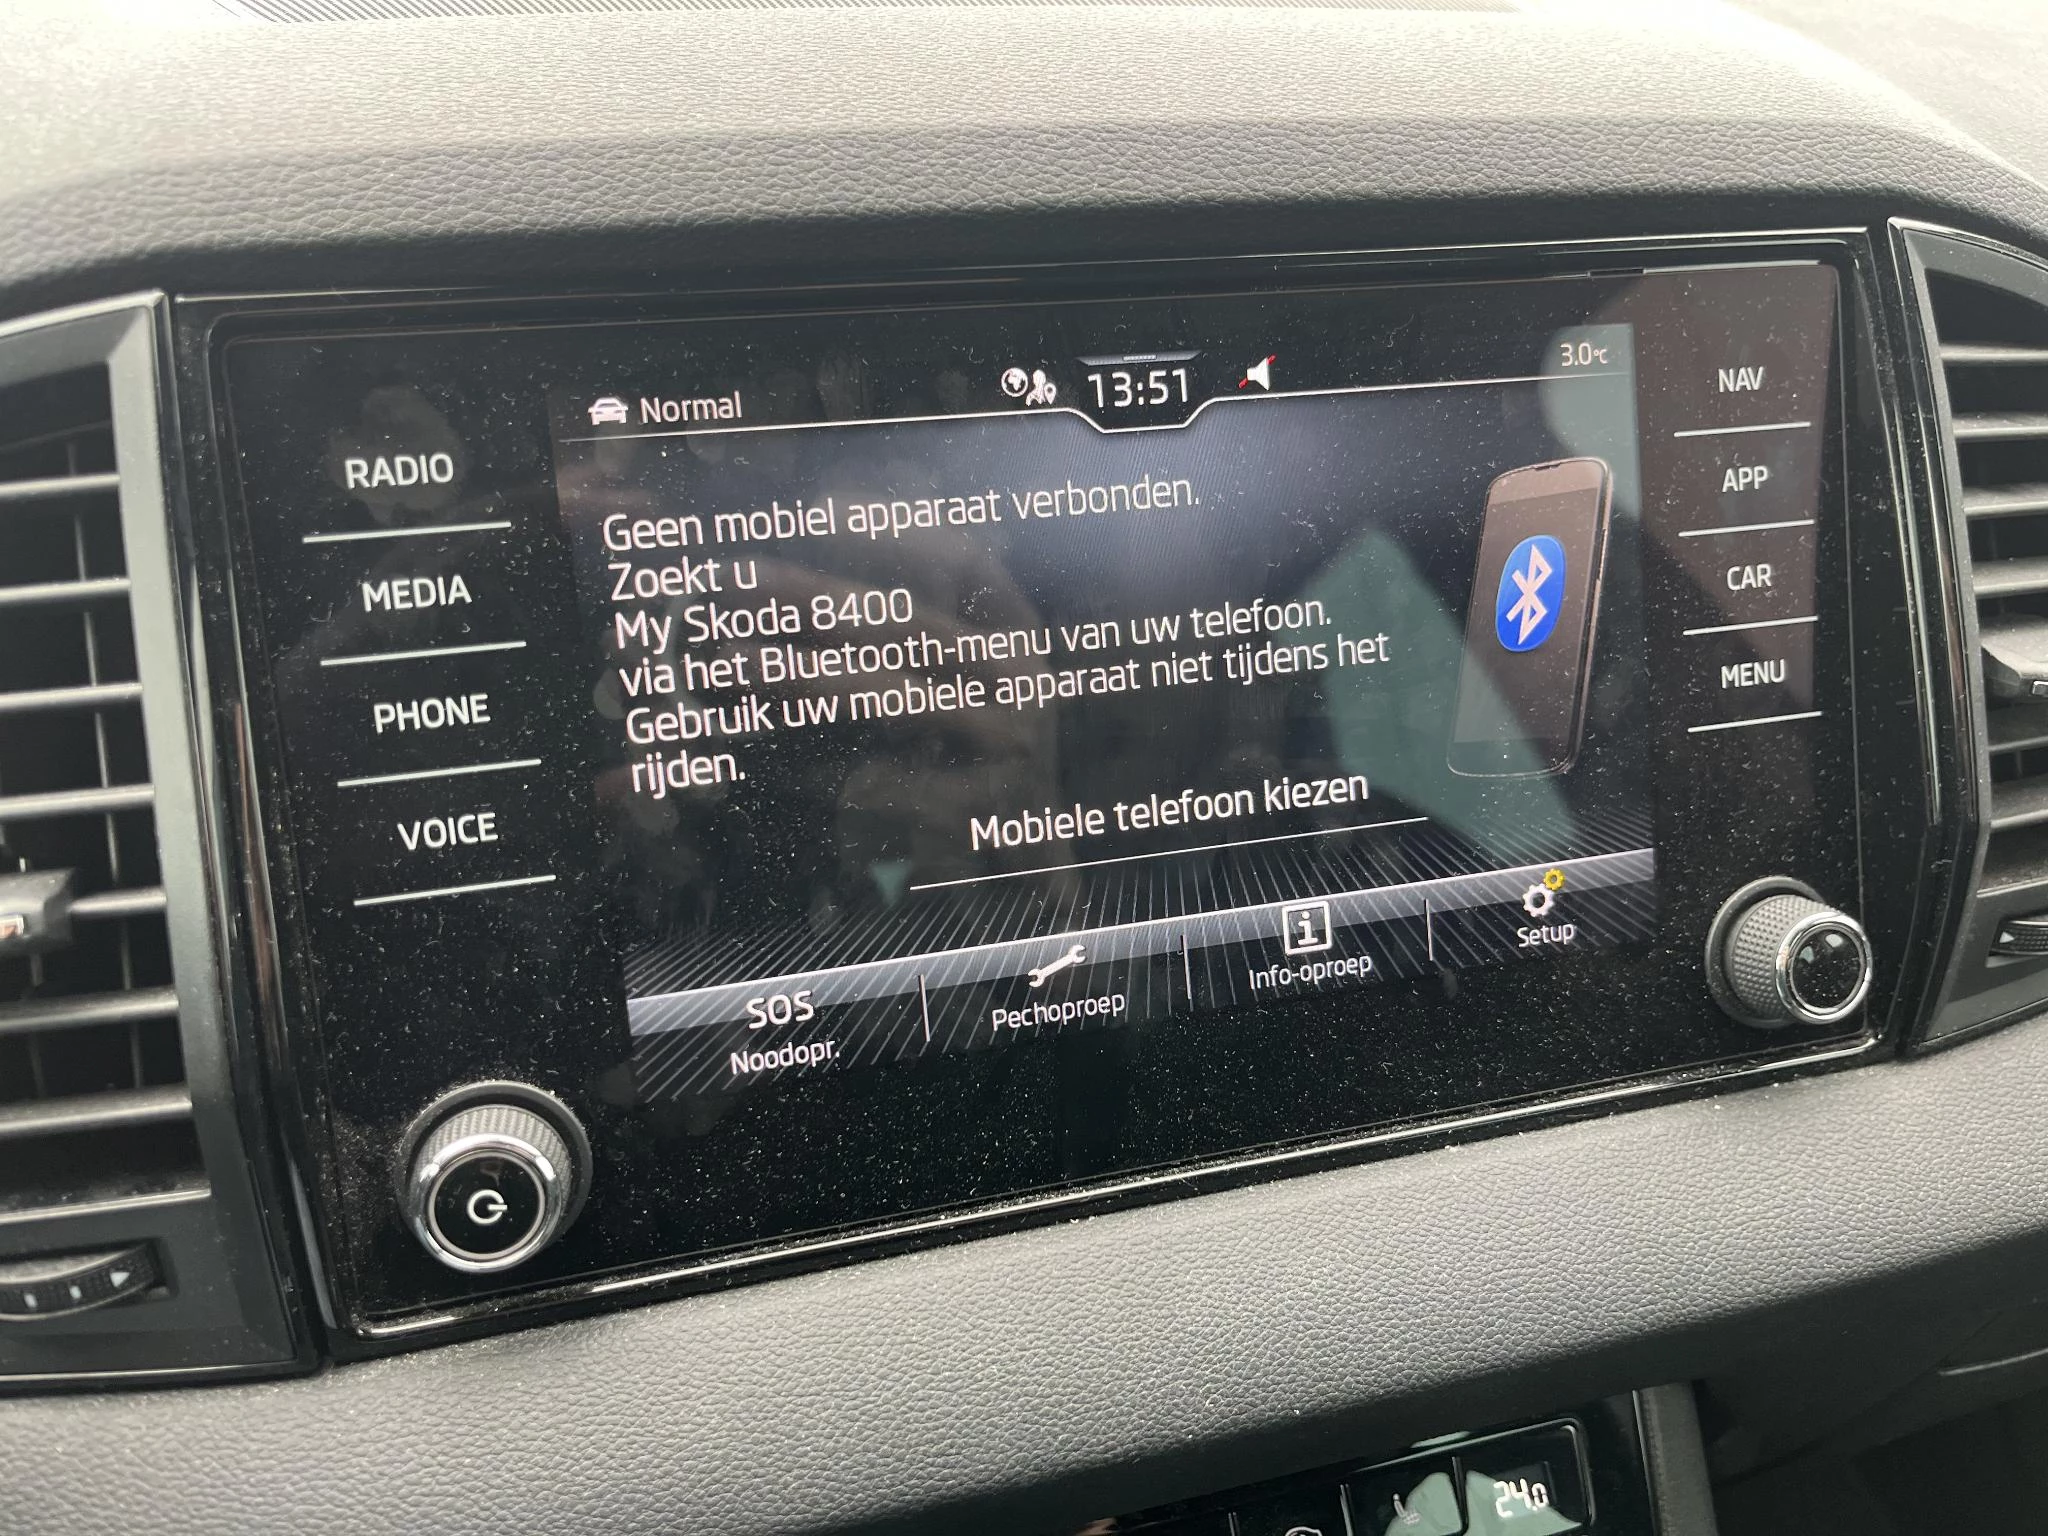 Normal
13:51
3.0°C
RADIO
MEDIA
PHONE
VOICE
Geen mobiel apparaat verbonden.
Zoekt u
My Skoda 8400
via het Bluetooth-menu van uw telefoon.
Gebruik uw mobiele apparaat niet tijdens het
rijden.
Mobiele telefoon kiezen
SOS
Noodopr.
Pechoproep
i
Info-oproep
Setup
NAV
APP
CAR
MENU
24.0